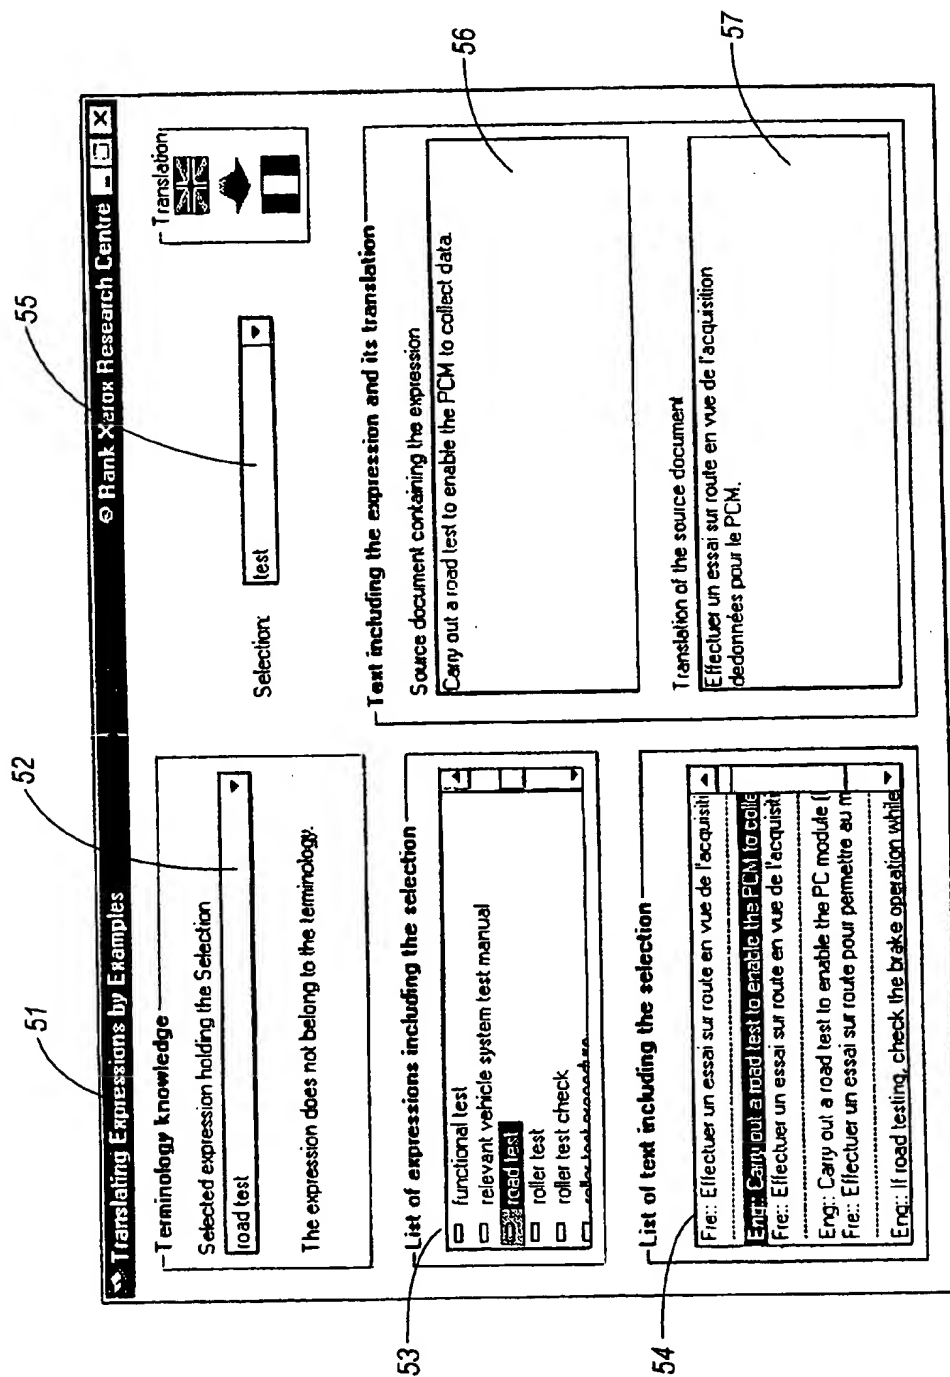 51
52
55
Translating Expressions by Examples
Rank Xerox Research Centre
Terminology knowledge
Selected expression holding the Selection
road test
The expression does not belong to the terminology.
Selection:
test
Translation
53
List of expressions including the selection
functional test
relevant vehicle system test manual
road test
roller test
roller test check
roller test procedure
54
List of text including the selection
Fre:: Effectuer un essai sur route en vue de l'acquisiti
Eng:: Carry out a road test to enable the PCM to colle
Fre:: Effectuer un essai sur route en vue de l'acquisiti
Eng:: Carry out a road test to enable the PC module (
Fre:: Effectuer un essai sur route pour permettre au m
Eng:: If road testing, check the brake operation while
Text including the expression and its translation
Source document containing the expression
Carry out a road test to enable the PCM to collect data.
56
Translation of the source document
Effectuer un essai sur route en vue de l'acquisition
dedonnées pour le PCM.
57